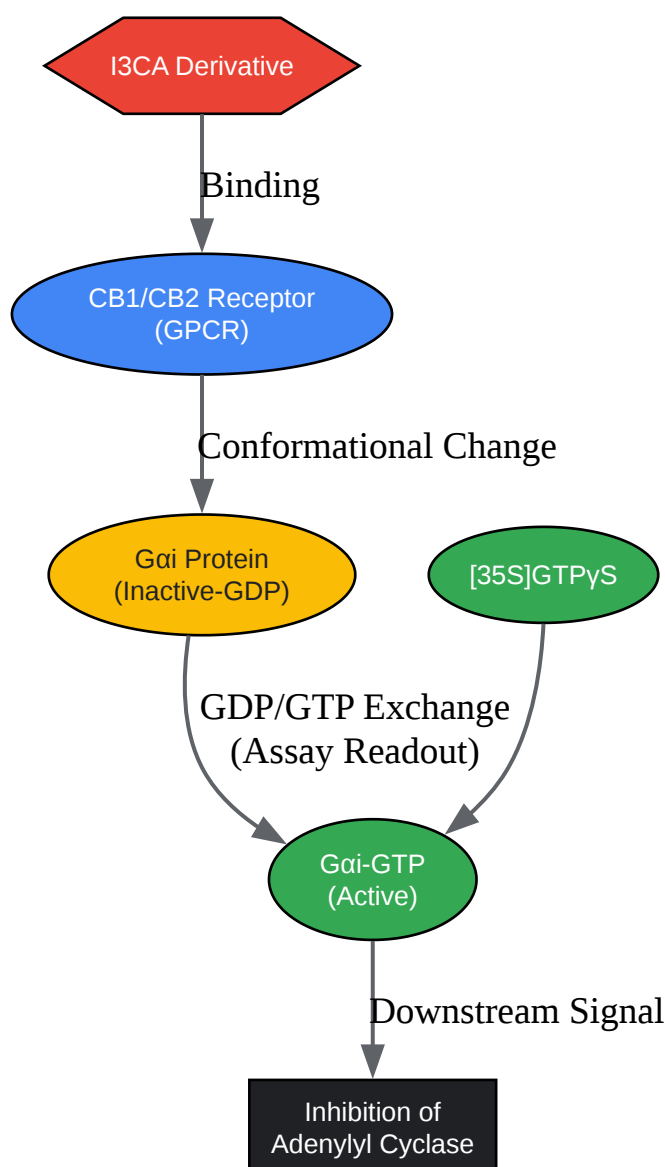 I3CA Derivative
Binding
CB1/CB2 Receptor
(GPCR)
Conformational Change
Gαi Protein
(Inactive-GDP)
[35S]GTPγS
GDP/GTP Exchange
(Assay Readout)
Gαi-GTP
(Active)
Downstream Signal
Inhibition of
Adenylyl Cyclase